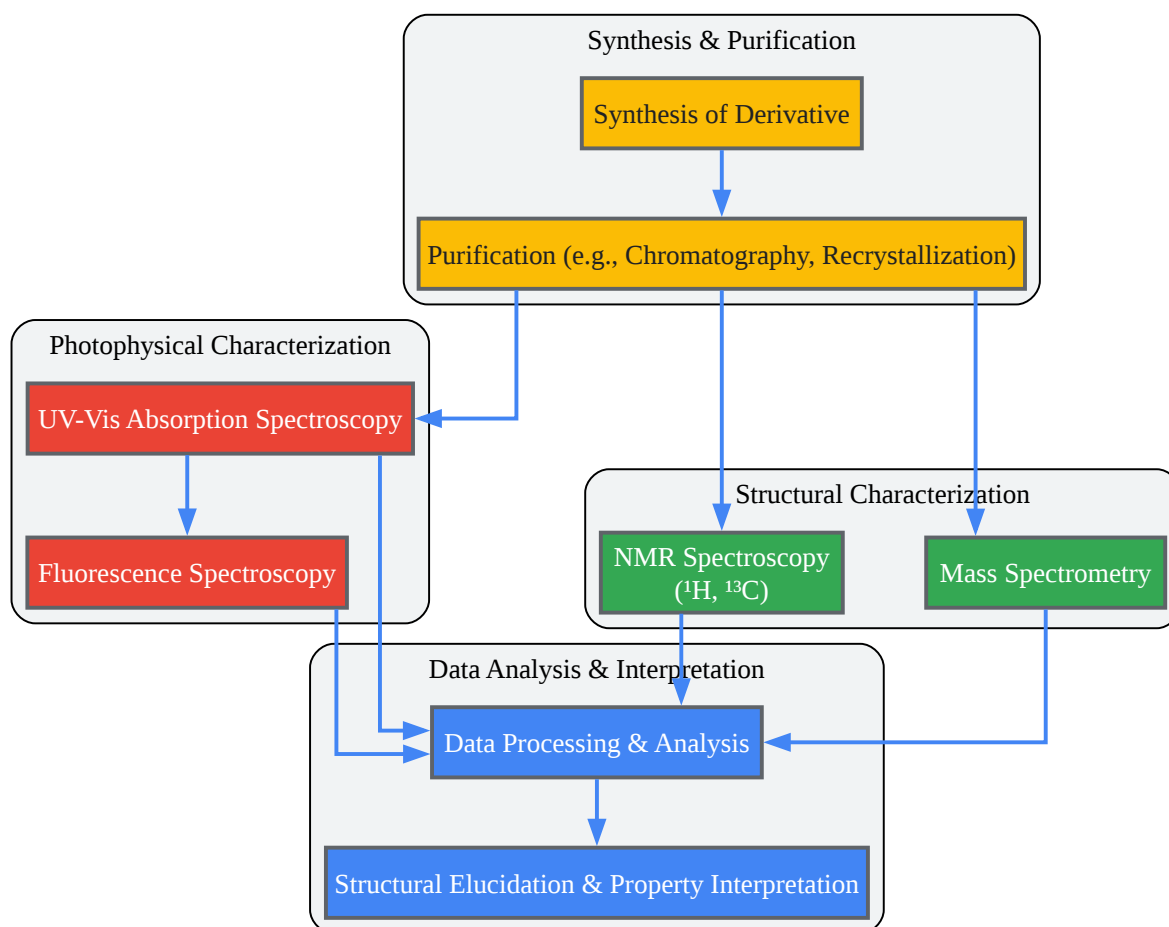 Synthesis & Purification
Synthesis of Derivative
Purification (e.g., Chromatography, Recrystallization)
Photophysical Characterization
UV-Vis Absorption Spectroscopy
Fluorescence Spectroscopy
Structural Characterization
NMR Spectroscopy
(¹H, ¹³C)
Mass Spectrometry
Data Analysis & Interpretation
Data Processing & Analysis
Structural Elucidation & Property Interpretation